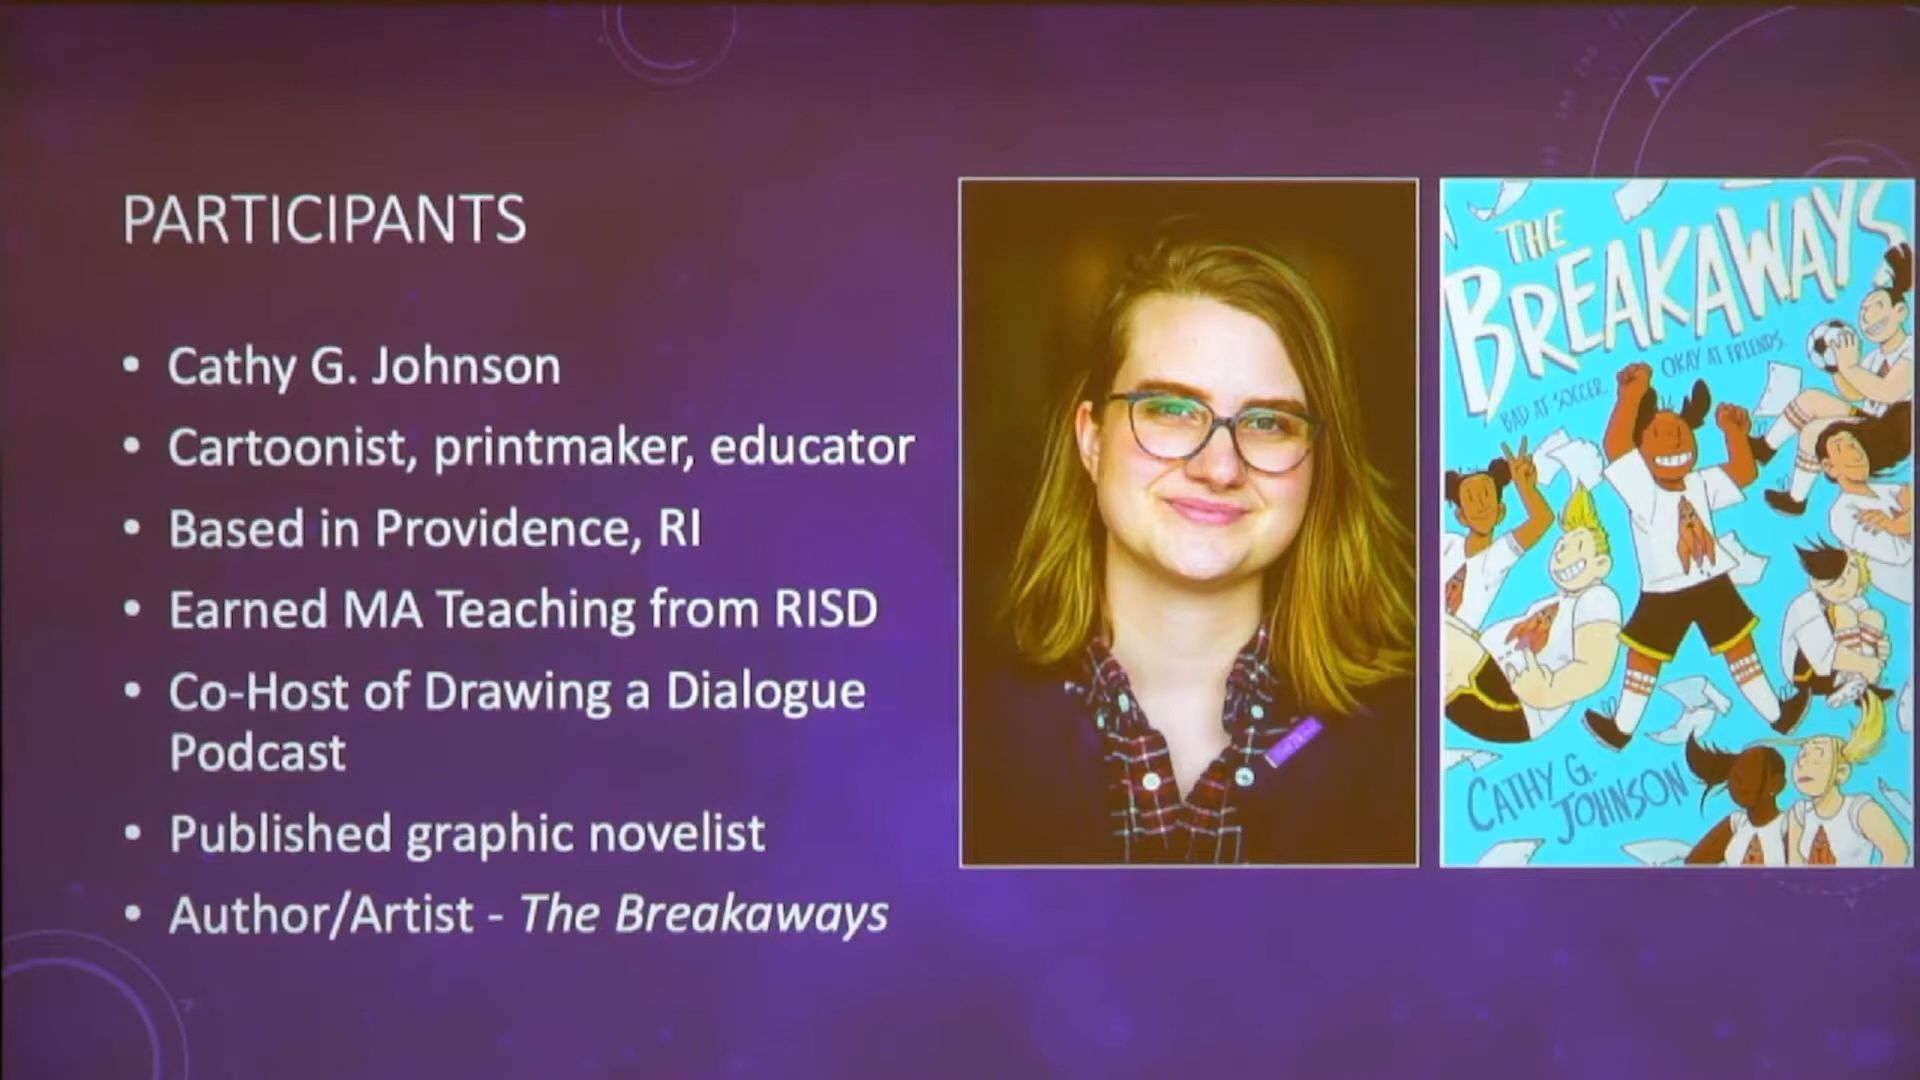 PARTICIPANTS
• Cathy G. Johnson
• Cartoonist, printmaker, educator
• Based in Providence, RI
• Earned MA Teaching from RISD
• Co-Host of Drawing a Dialogue
Podcast
• Published graphic novelist
• Author/Artist - The Breakaways
THE
BREAKAWAYS
BAD AT SOCCER.
OKAY AT FRIENDS.
CATHY G.
JOHNSON